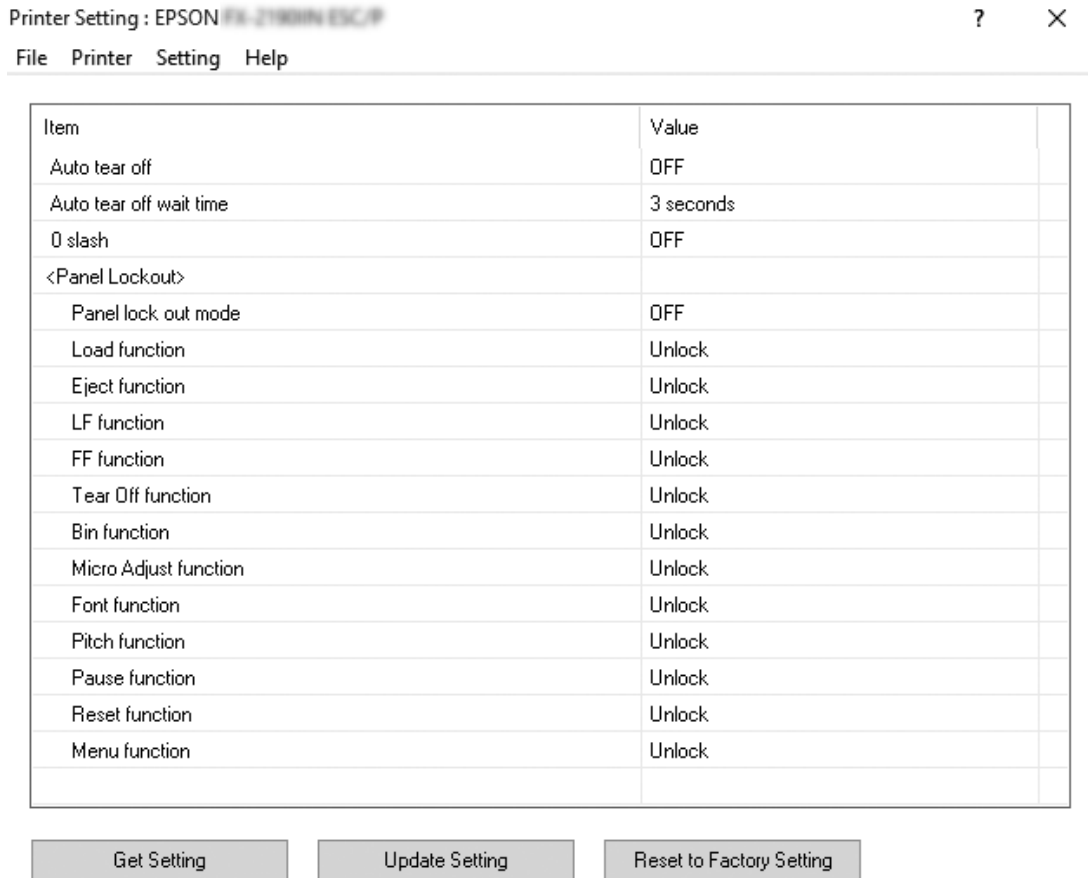 Printer Setting : EPSON
? ×
File Printer Setting Help
Item Value
Auto tear off OFF
Auto tear off wait time 3 seconds
0 slash OFF
<Panel Lockout>
Panel lock out mode OFF
Load function Unlock
Eject function Unlock
LF function Unlock
FF function Unlock
Tear Off function Unlock
Bin function Unlock
Micro Adjust function Unlock
Font function Unlock
Pitch function Unlock
Pause function Unlock
Reset function Unlock
Menu function Unlock
Get Setting Update Setting Reset to Factory Setting